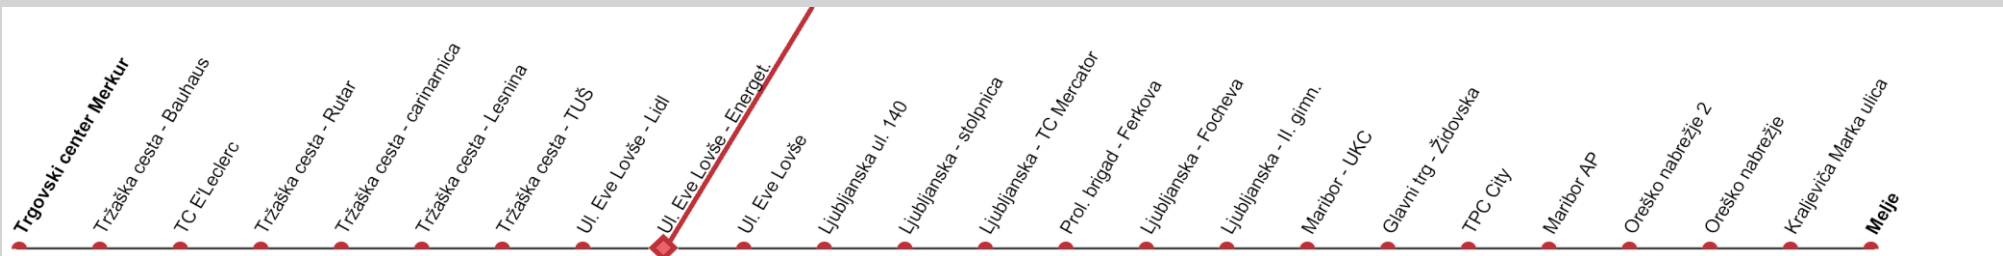 Trgovski center Merkur
Tržaška cesta - Bauhaus
TC E'Leclerc
Tržaška cesta - Rutar
Tržaška cesta - carinarnica
Tržaška cesta - Lesnina
Tržaška cesta - TUŠ
Ul. Eve Lovše - Lidl
Ul. Eve Lovše - Energet.
Ul. Eve Lovše
Ljubljanska ul. 140
Ljubljanska - stolpnica
Ljubljanska - TC Mercator
Prol. brigad - Ferkova
Ljubljanska - Focheva
Ljubljanska - II. gimn.
Maribor - UKC
Glavni trg - Židovska
TPC City
Maribor AP
Oreško nabrežje 2
Oreško nabrežje
Kraljeviča Marka ulica
Melje